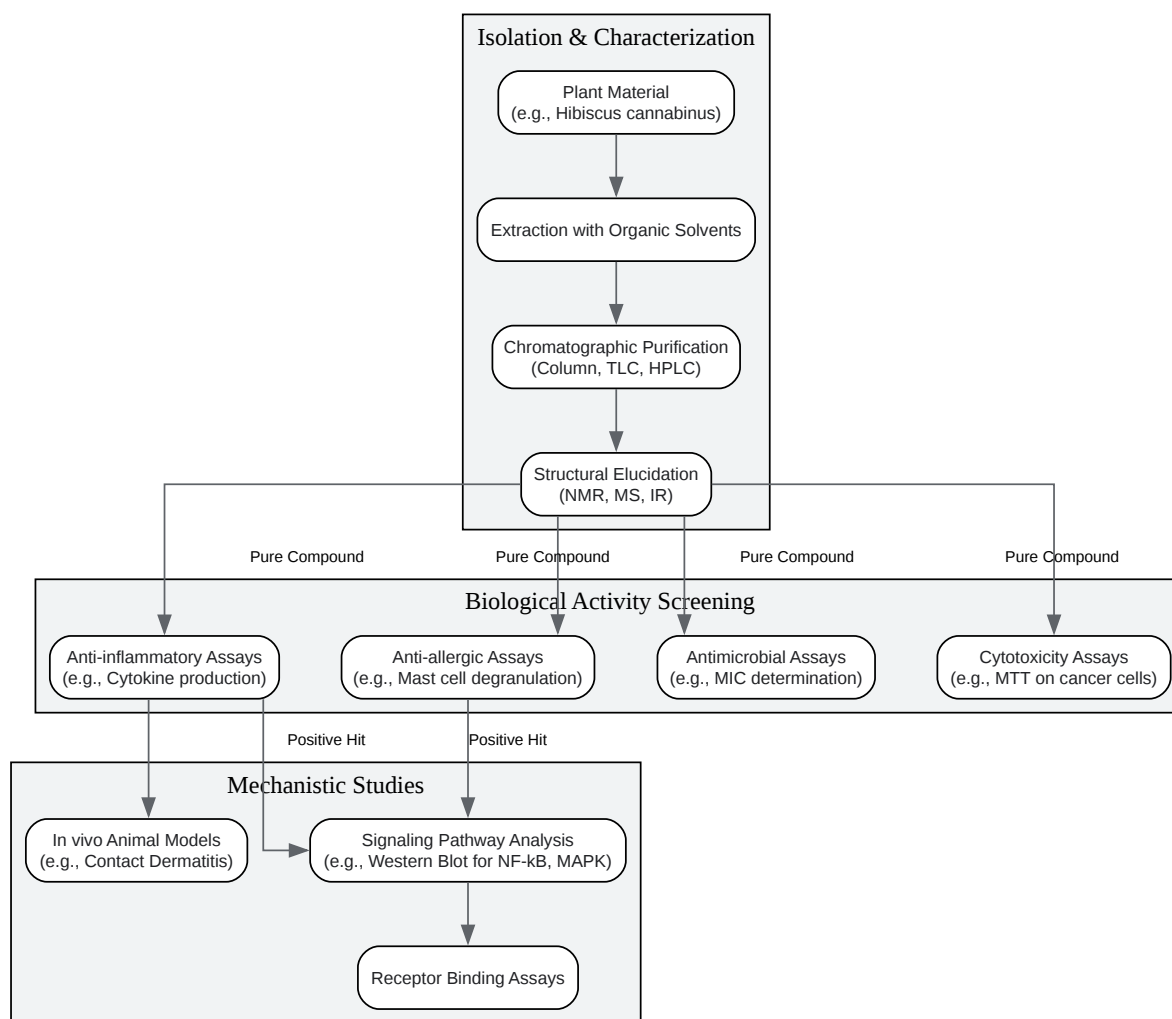 Isolation & Characterization
Plant Material
(e.g., Hibiscus cannabinus)
Extraction with Organic Solvents
Chromatographic Purification
(Column, TLC, HPLC)
Structural Elucidation
(NMR, MS, IR)
Pure Compound
Pure Compound
Pure Compound
Pure Compound
Biological Activity Screening
Anti-inflammatory Assays
(e.g., Cytokine production)
Anti-allergic Assays
(e.g., Mast cell degranulation)
Antimicrobial Assays
(e.g., MIC determination)
Cytotoxicity Assays
(e.g., MTT on cancer cells)
Positive Hit
Positive Hit
Mechanistic Studies
In vivo Animal Models
(e.g., Contact Dermatitis)
Signaling Pathway Analysis
(e.g., Western Blot for NF-kB, MAPK)
Receptor Binding Assays